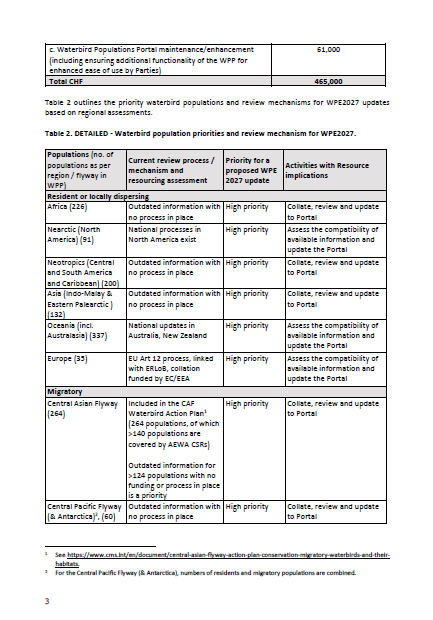 c. Waterbird Populations Portal maintenance/enhancement 61,000
(including ensuring additional functionality of the WPP for
enhanced ease of use by Parties)
Total CHF 465,000
Table 2 outlines the priority waterbird populations and review mechanisms for WPE2027 updates
based on regional assessments.
Table 2. DETAILED - Waterbird population priorities and review mechanism for WPE2027.
Populations (no. of
populations as per
region / flyway in
WPP)
Current review process /
mechanism and
resourcing assessment
Priority for a
proposed WPE
2027 update
Activities with Resource
implications
Resident or locally dispersing
Africa (226)
Outdated information with
no process in place
High priority
Collate, review and update
to Portal
Nearctic (North
America) (91)
National processes in
North America exist
High priority
Assess the compatibility of
available information and
update the Portal
Neotropics (Central
and South America
and Caribbean) (200)
Outdated information with
no process in place
High priority
Collate, review and update
to Portal
Asia (Indo-Malay &
Eastern Palearctic )
(132)
Outdated information with
no process in place
High priority
Collate, review and update
to Portal
Oceania (incl.
Australasia) (337)
National updates in
Australia, New Zealand
High priority
Assess the compatibility of
available information and
update the Portal
Europe (35)
EU Art 12 process, linked
with ERLoB, collation
funded by EC/EEA
High priority
Assess the compatibility of
available information and
update the Portal
Migratory
Central Asian Flyway
(264)
Included in the CAF
Waterbird Action Plan¹
(264 populations, of which
>140 populations are
covered by AEWA CSRs)
Outdated information for
>124 populations with no
funding or process in place
is a priority
High priority
Collate, review and update
to Portal
Central Pacific Flyway
(& Antarctica)², (60)
Outdated information with
no process in place
High priority
Collate, review and update
to Portal
¹ See https://www.cms.int/en/document/central-asian-flyway-action-plan-conservation-migratory-waterbirds-and-their-
habitats.
² For the Central Pacific Flyway (& Antarctica), numbers of residents and migratory populations are combined.
3